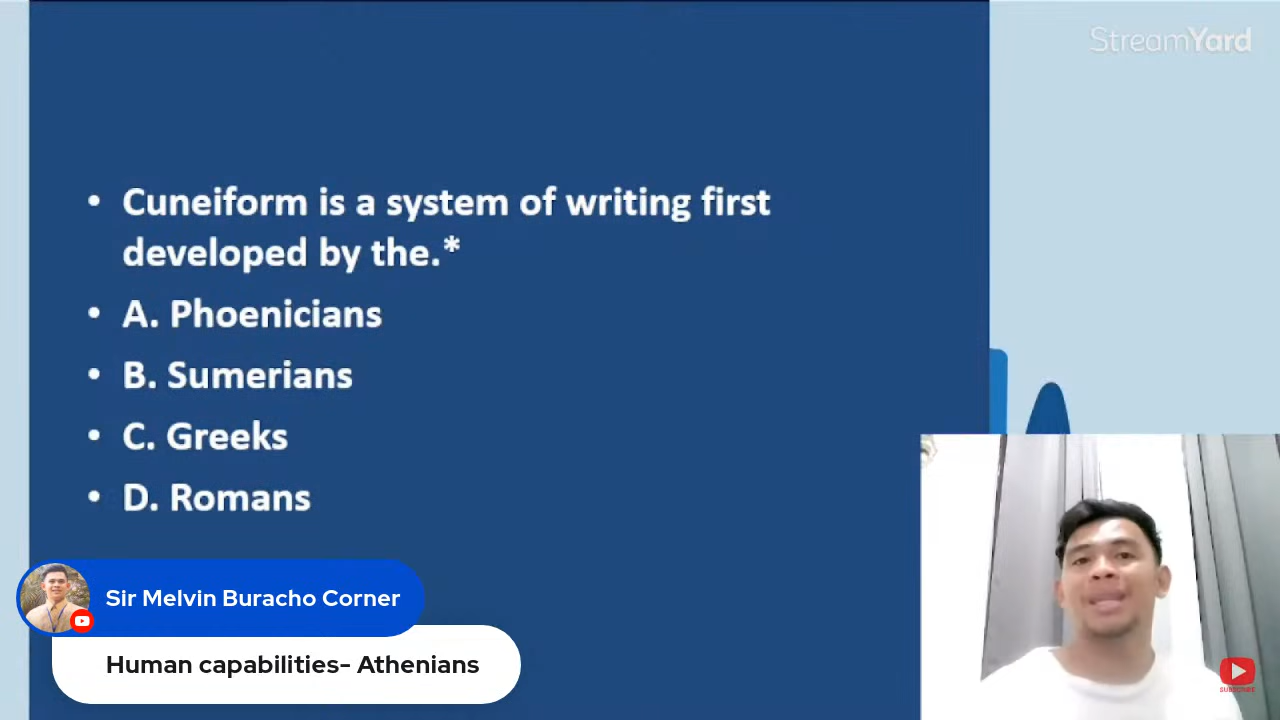 StreamYard
• Cuneiform is a system of writing first
developed by the.*
• A. Phoenicians
• B. Sumerians
• C. Greeks
• D. Romans
Sir Melvin Buracho Corner
Human capabilities- Athenians
SUBSCRIBE